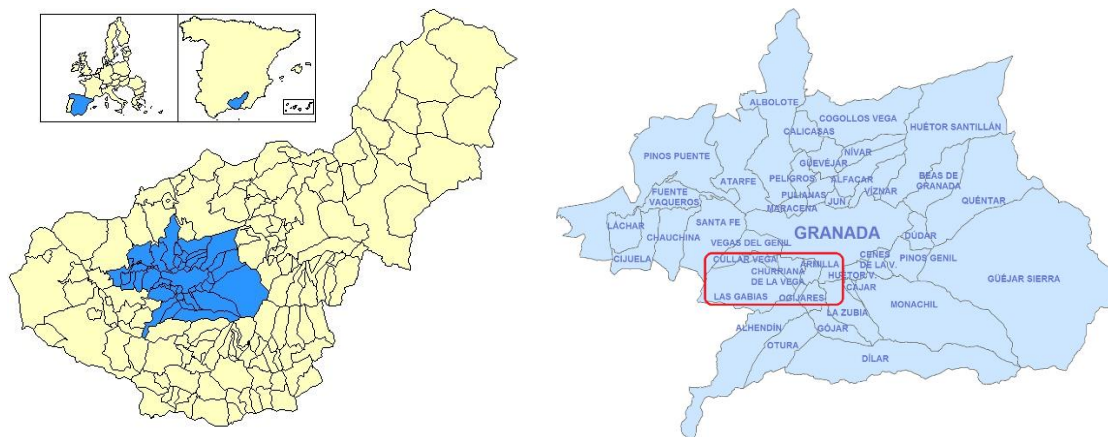 ALBOLOTE
COGOLLOS VEGA
CALICASAS
HUÉTOR SANTILLÁN
PINOS PUENTE
NÍVAR
GÜEVÉJAR
ATARFE
PELIGROS
ALFAÇAR
BEAS DE
GRANADA
FUENTE
VAQUEROS
PULIANAS
JUN
VÍZNAR
QUÉNTAR
MARACENA
LÁCHAR
SANTA FE
CHAUCHINA
GRANADA
DÚDAR
VEGAS DEL GENIL
CIJUELA
CÚLLAR VEGA
ARMILLA
CENES
DE LA V.
PINOS GENIL
CHURRIANA
DE LA VEGA
HUÉTOR V.
GÜÉJAR SIERRA
CÁJAR
LAS GABIAS
OGÍJARES
MONACHIL
LA ZUBIA
ALHENDÍN
GÓJAR
OTURA
DÍLAR